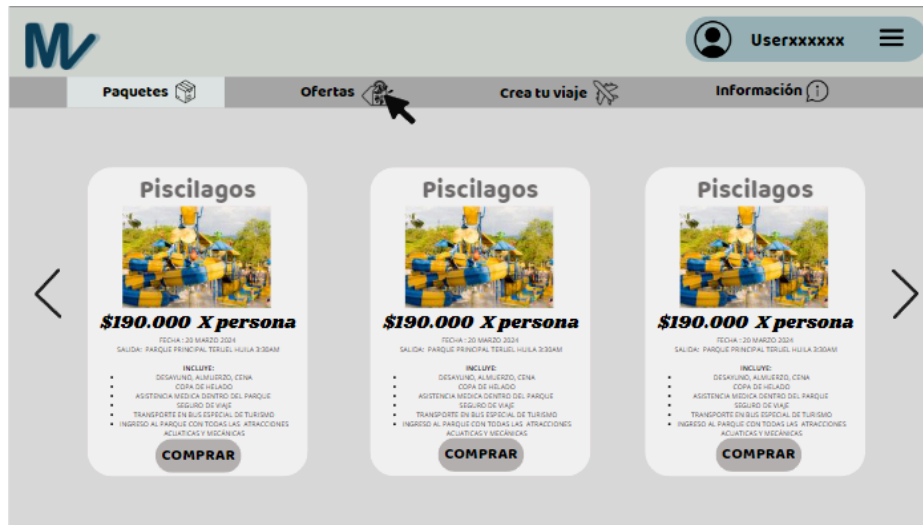 MV
Userxxxxxx
Paquetes
Ofertas
Crea tu viaje
Información
Piscilagos
$190.000 X persona
FECHA : 20 MARZO 2024
SALIDA: PARQUE PRINCIPAL TERUEL HUILA 3:30AM
INCLUYE:
DESAYUNO, ALMUERZO, CENA
COPA DE HELADO
ASISTENCIA MEDICA DENTRO DEL PARQUE
SEGURO DE VIAJE
TRANSPORTE EN BUS ESPECIAL DE TURISMO
INGRESO AL PARQUE CON TODAS LAS ATRACCIONES
ACUATICAS Y MECÁNICAS
COMPRAR
Piscilagos
$190.000 X persona
FECHA : 20 MARZO 2024
SALIDA: PARQUE PRINCIPAL TERUEL HUILA 3:30AM
INCLUYE:
DESAYUNO, ALMUERZO, CENA
COPA DE HELADO
ASISTENCIA MEDICA DENTRO DEL PARQUE
SEGURO DE VIAJE
TRANSPORTE EN BUS ESPECIAL DE TURISMO
INGRESO AL PARQUE CON TODAS LAS ATRACCIONES
ACUATICAS Y MECÁNICAS
COMPRAR
Piscilagos
$190.000 X persona
FECHA : 20 MARZO 2024
SALIDA: PARQUE PRINCIPAL TERUEL HUILA 3:30AM
INCLUYE:
DESAYUNO, ALMUERZO, CENA
COPA DE HELADO
ASISTENCIA MEDICA DENTRO DEL PARQUE
SEGURO DE VIAJE
TRANSPORTE EN BUS ESPECIAL DE TURISMO
INGRESO AL PARQUE CON TODAS LAS ATRACCIONES
ACUATICAS Y MECÁNICAS
COMPRAR